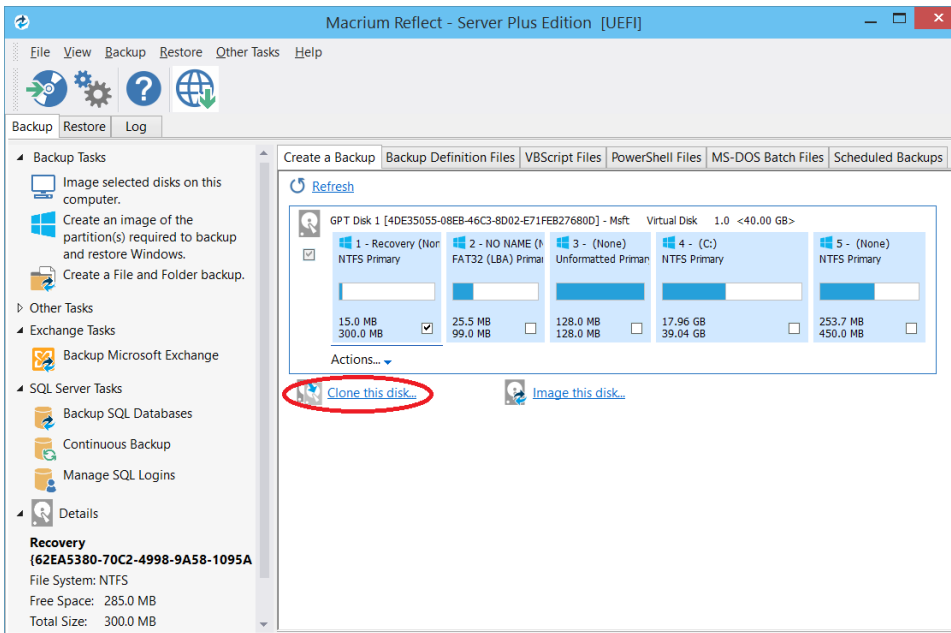 Macrium Reflect - Server Plus Edition [UEFI]
File View Backup Restore Other Tasks Help
Backup Restore Log
Backup Tasks
Image selected disks on this
computer.
Create an image of the
partition(s) required to backup
and restore Windows.
Create a File and Folder backup.
Other Tasks
Exchange Tasks
Backup Microsoft Exchange
SQL Server Tasks
Backup SQL Databases
Continuous Backup
Manage SQL Logins
Details
Recovery
{62EA5380-70C2-4998-9A58-1095A
File System: NTFS
Free Space: 285.0 MB
Total Size: 300.0 MB
Create a Backup Backup Definition Files VBScript Files PowerShell Files MS-DOS Batch Files Scheduled Backups
Refresh
GPT Disk 1 [4DE35055-08EB-46C3-8D02-E71FEB27680D] - Msft Virtual Disk 1.0 <40.00 GB>
1 - Recovery (Nor
NTFS Primary
15.0 MB
300.0 MB
2 - NO NAME (N
FAT32 (LBA) Primar
25.5 MB
99.0 MB
3 - (None)
Unformatted Primar
128.0 MB
128.0 MB
4 - (C:)
NTFS Primary
17.96 GB
39.04 GB
5 - (None)
NTFS Primary
253.7 MB
450.0 MB
Actions...
Clone this disk... Image this disk...